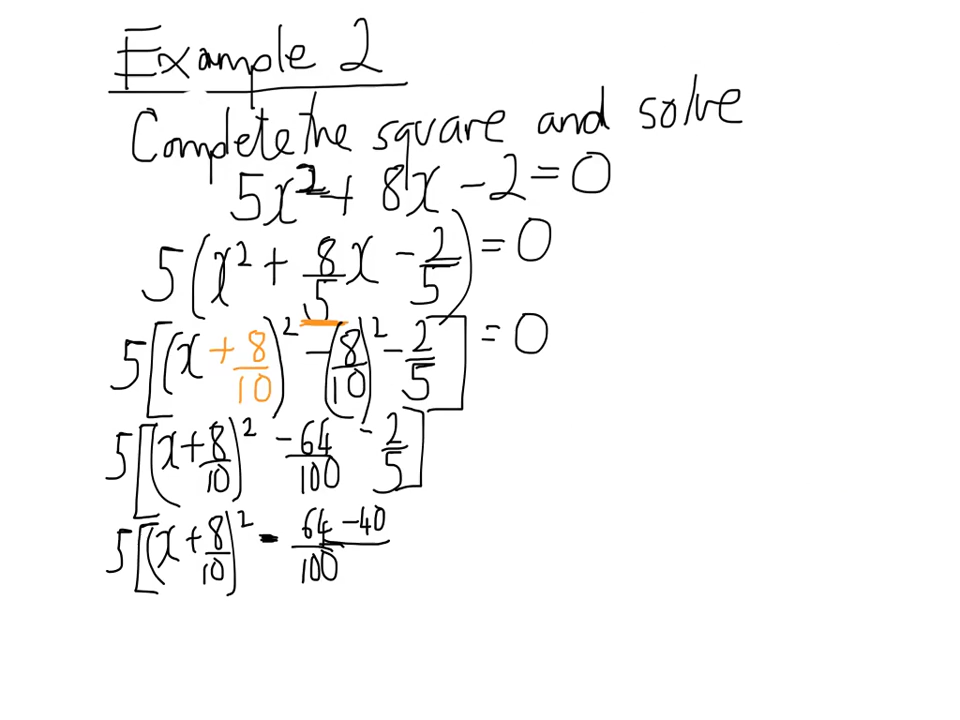 Example 2
Complete the square and solve
5x² + 8x - 2 = 0
5(x² + 8/5 x - 2/5) = 0
5[(x + 8/10)² - (8/10)² - 2/5] = 0
5[(x + 8/10)² - 64/100 - 2/5]
5[(x + 8/10)² - 64 - 40/100